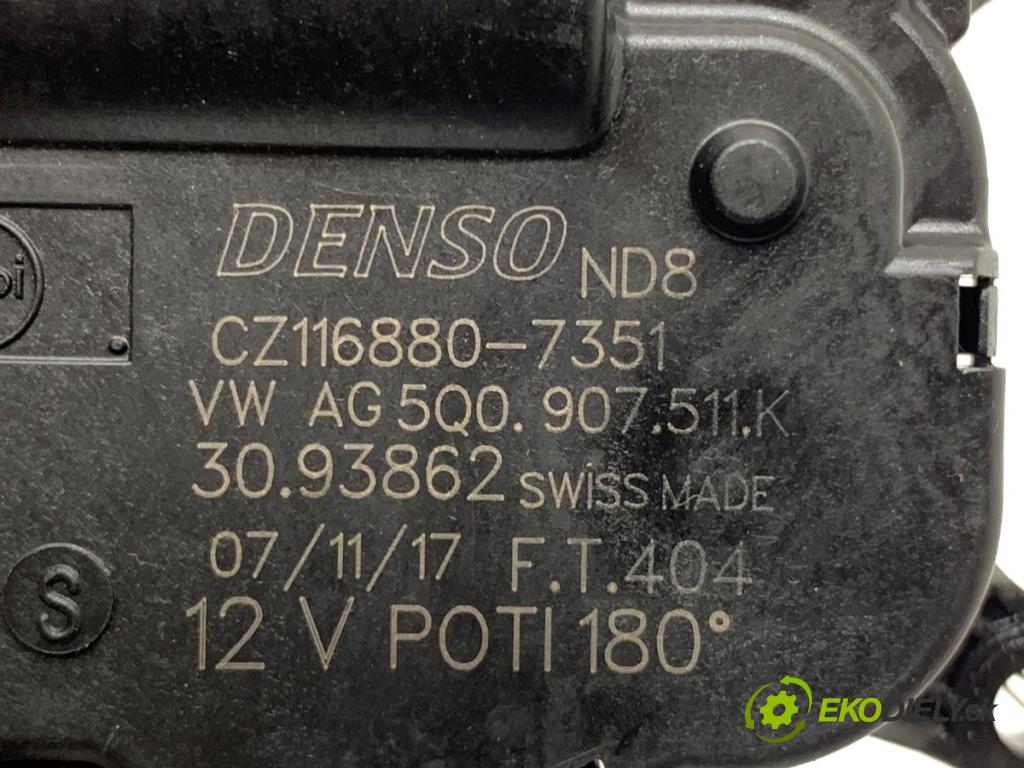 DENSO ND8
CZ116880-7351
VW AG 5Q0.907.511.K
30.93862 SWISS MADE
07/11/17 F.T.404
12 V POTI 180°
S
EKODIELY.sk